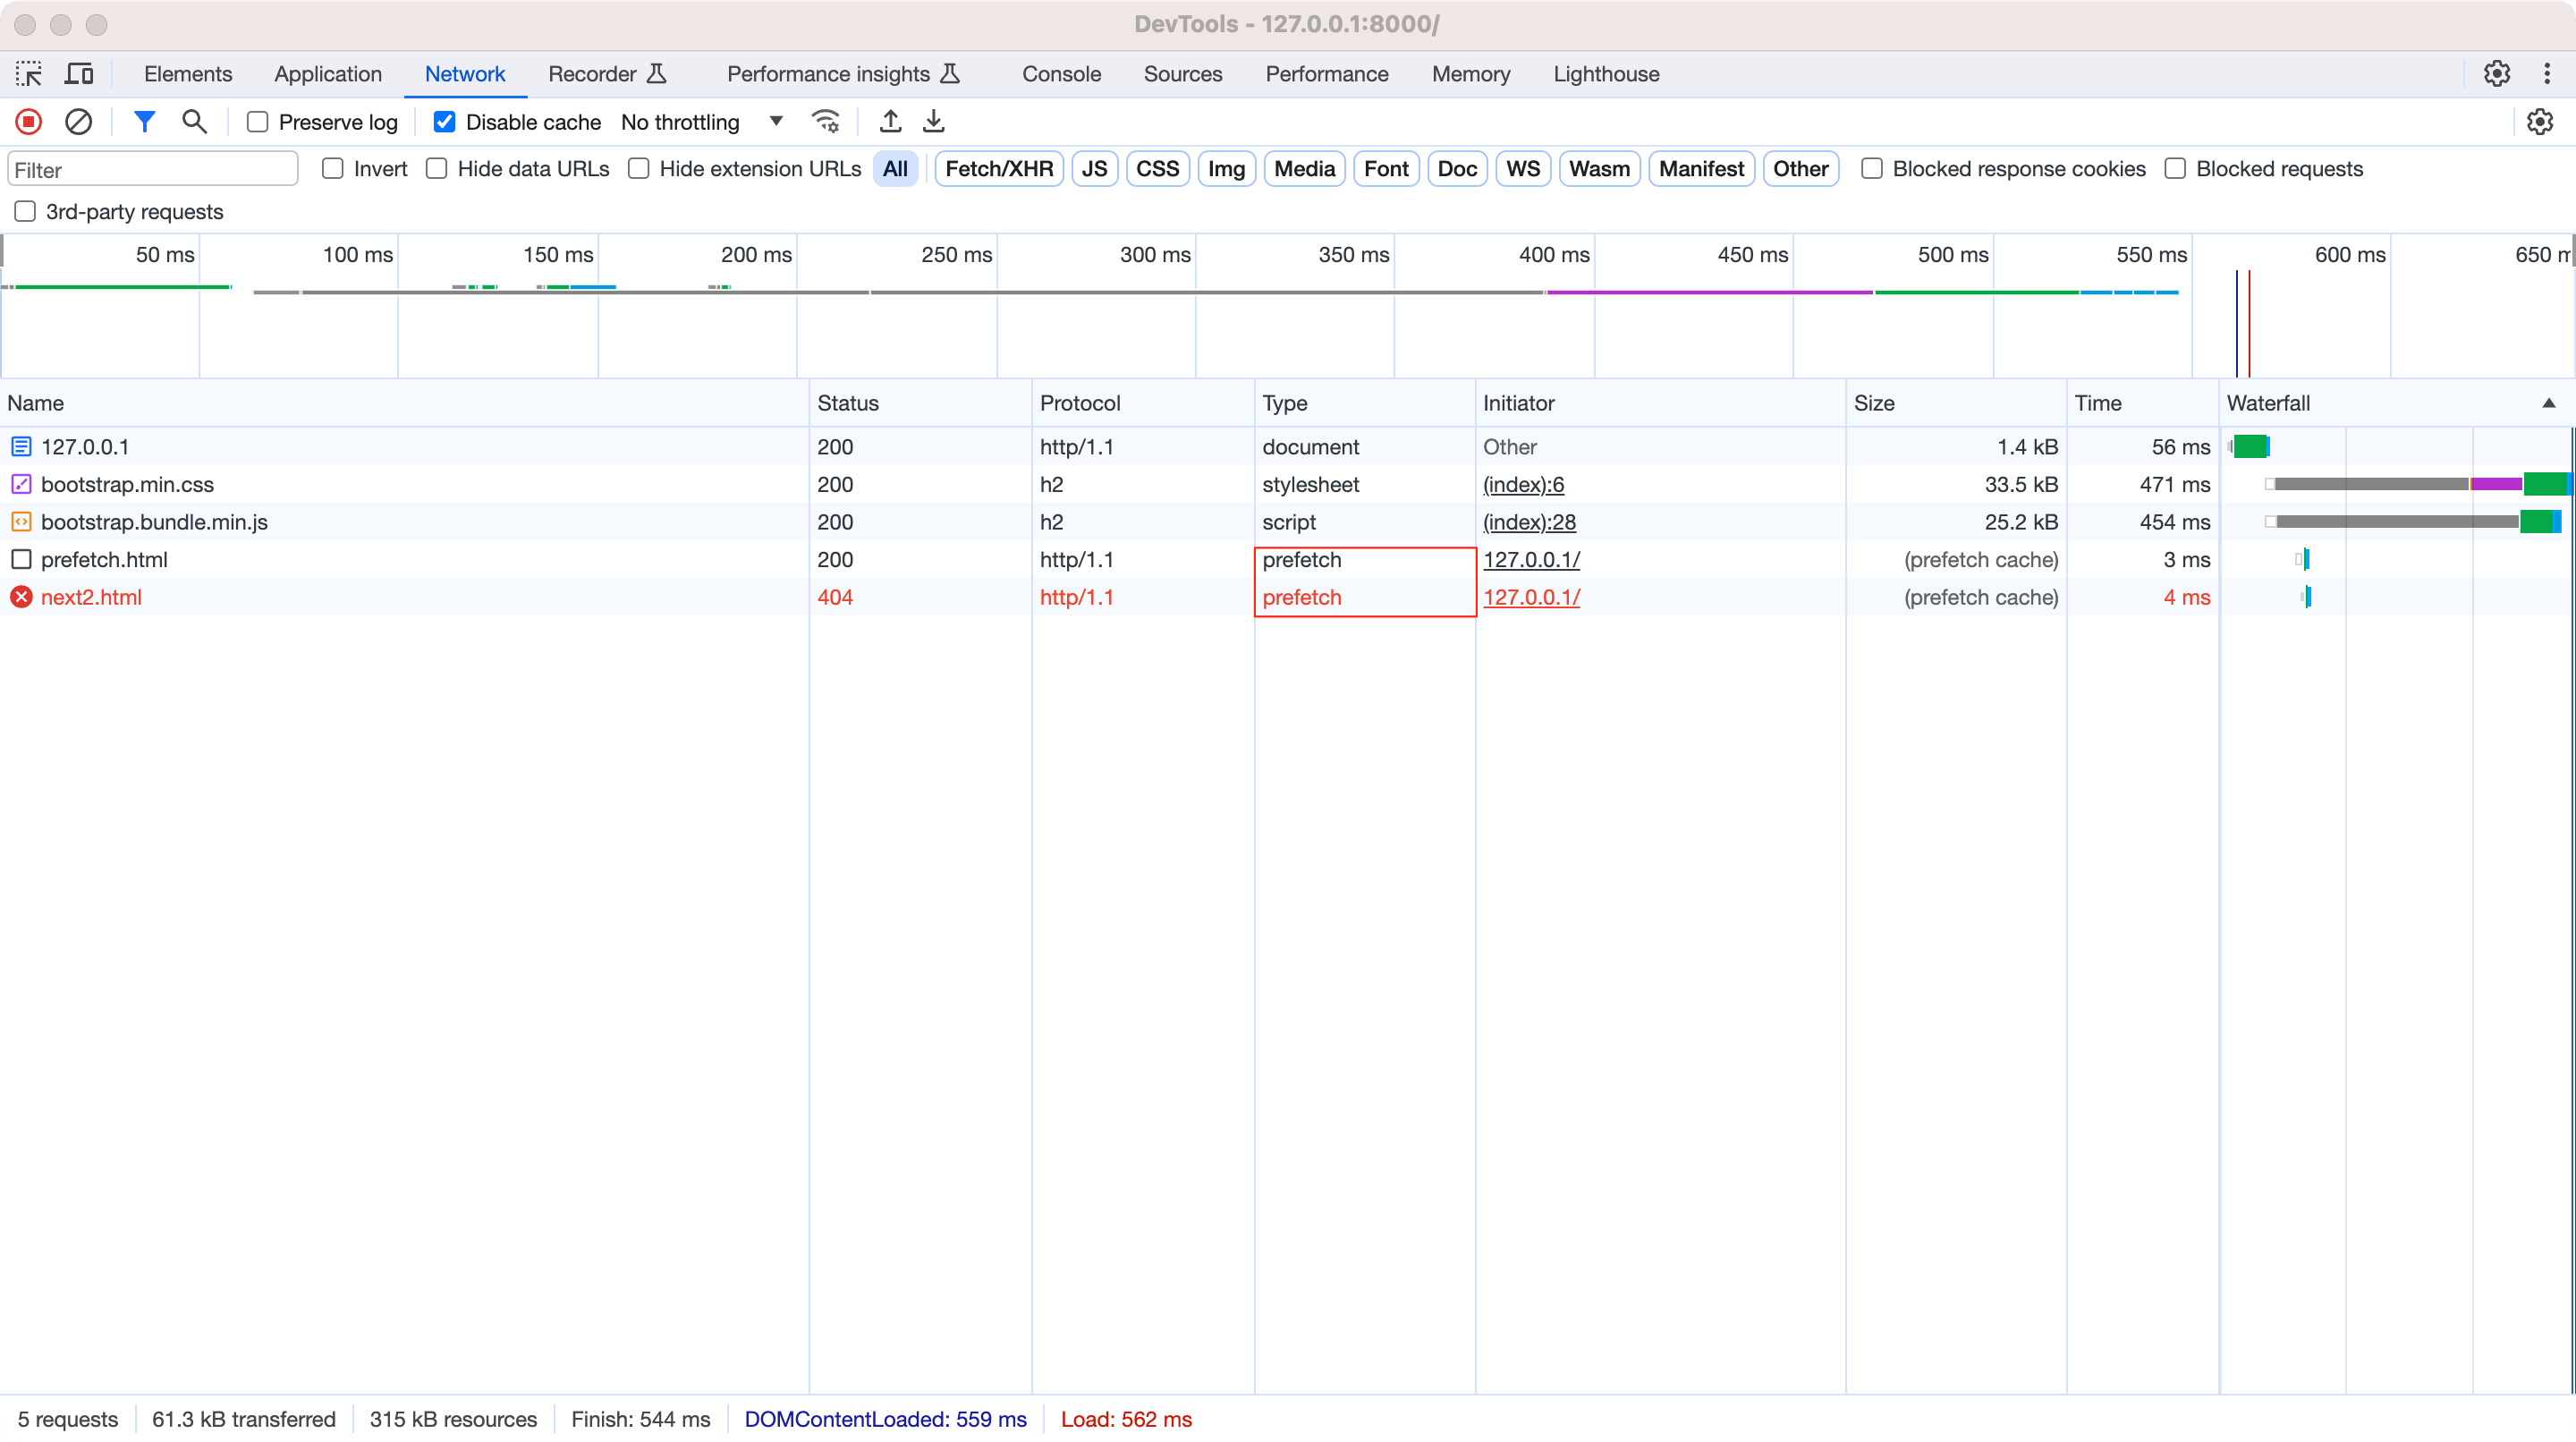 DevTools - 127.0.0.1:8000/
Elements Application Network Recorder Performance insights Console Sources Performance Memory Lighthouse
Preserve log Disable cache No throttling
Filter Invert Hide data URLs Hide extension URLs All Fetch/XHR JS CSS Img Media Font Doc WS Wasm Manifest Other Blocked response cookies Blocked requests
3rd-party requests
50 ms 100 ms 150 ms 200 ms 250 ms 300 ms 350 ms 400 ms 450 ms 500 ms 550 ms 600 ms 650 m
Name Status Protocol Type Initiator Size Time Waterfall
127.0.0.1 200 http/1.1 document Other 1.4 kB 56 ms
bootstrap.min.css 200 h2 stylesheet (index):6 33.5 kB 471 ms
bootstrap.bundle.min.js 200 h2 script (index):28 25.2 kB 454 ms
prefetch.html 200 http/1.1 prefetch 127.0.0.1/ (prefetch cache) 3 ms
next2.html 404 http/1.1 prefetch 127.0.0.1/ (prefetch cache) 4 ms
5 requests 61.3 kB transferred 315 kB resources Finish: 544 ms DOMContentLoaded: 559 ms Load: 562 ms